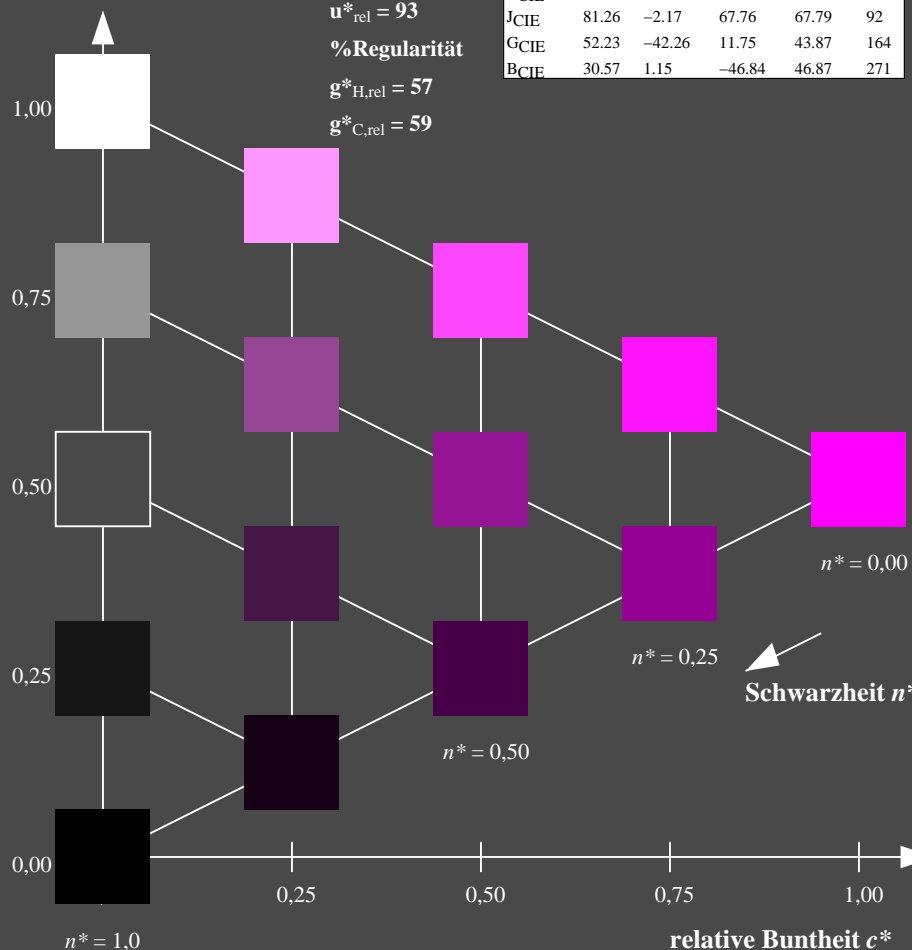 u*rel = 93
%Regularität
g*H,rel = 57
g*C,rel = 59
JCIE 81.26 −2.17 67.76 67.79 92
GCIE 52.23 −42.26 11.75 43.87 164
BCIE 30.57 1.15 −46.84 46.87 271
1,00
0,75
0,50
n* = 0,00
n* = 0,25
0,25
Schwarzheit n*
n* = 0,50
0,00
0,25 0,50 0,75 1,00
n* = 1,0
relative Buntheit c*